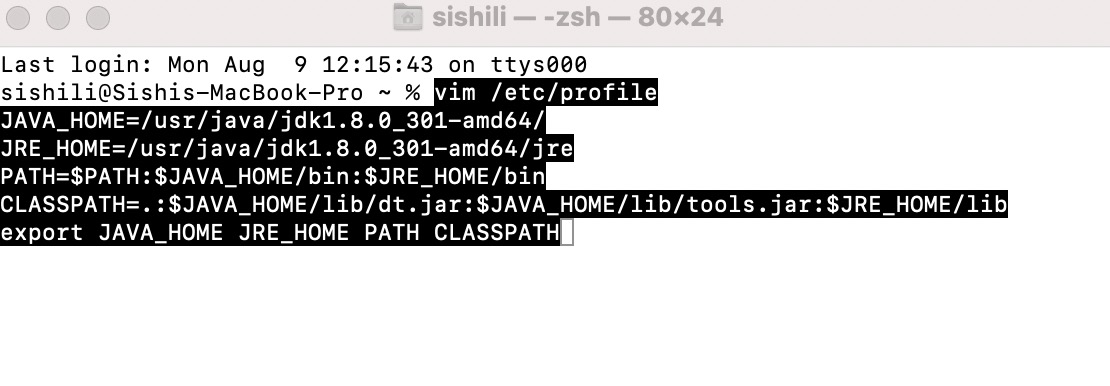 sishili — -zsh — 80×24
Last login: Mon Aug  9 12:15:43 on ttys000
sishili@Sishis-MacBook-Pro ~ % vim /etc/profile
JAVA_HOME=/usr/java/jdk1.8.0_301-amd64/
JRE_HOME=/usr/java/jdk1.8.0_301-amd64/jre
PATH=$PATH:$JAVA_HOME/bin:$JRE_HOME/bin
CLASSPATH=.:$JAVA_HOME/lib/dt.jar:$JAVA_HOME/lib/tools.jar:$JRE_HOME/lib
export JAVA_HOME JRE_HOME PATH CLASSPATH